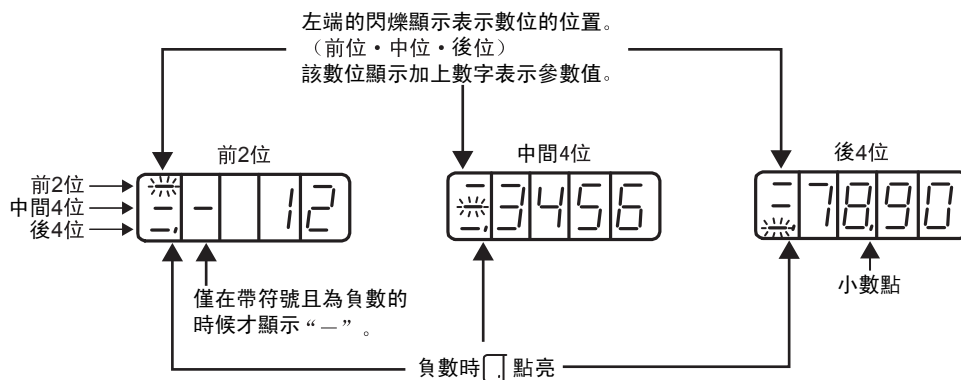 左端的閃爍顯示表示數位的位置。
（前位・中位・後位）
該數位顯示加上數字表示參數值。
前2位
中間4位
後4位
前2位
中間4位
後4位
- 12
3456
78.90
僅在帶符號且為負數的
時候才顯示“－”。
小數點
負數時 點亮